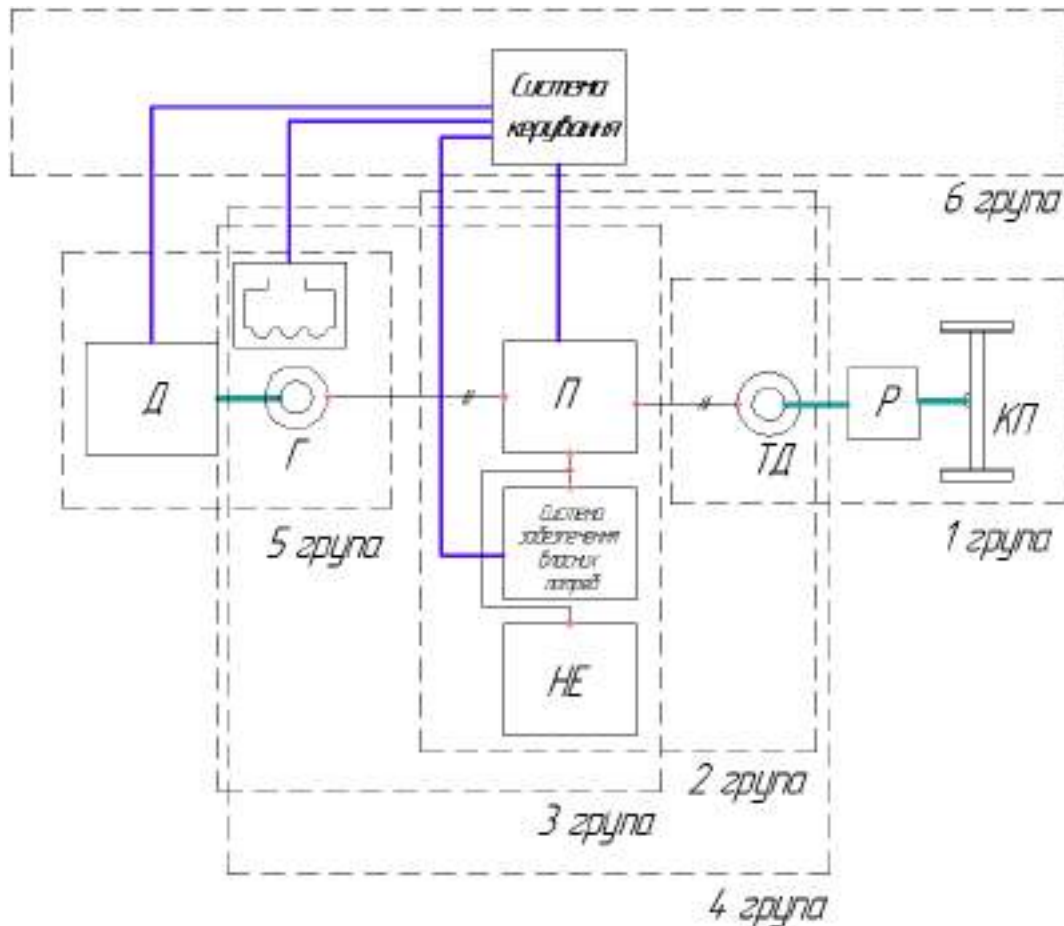 Система
керування
6 група
Д
Г
П
ТД
Р
КП
5 група
1 група
Система
забезпечення
власних
потреб
НЕ
2 група
3 група
4 група